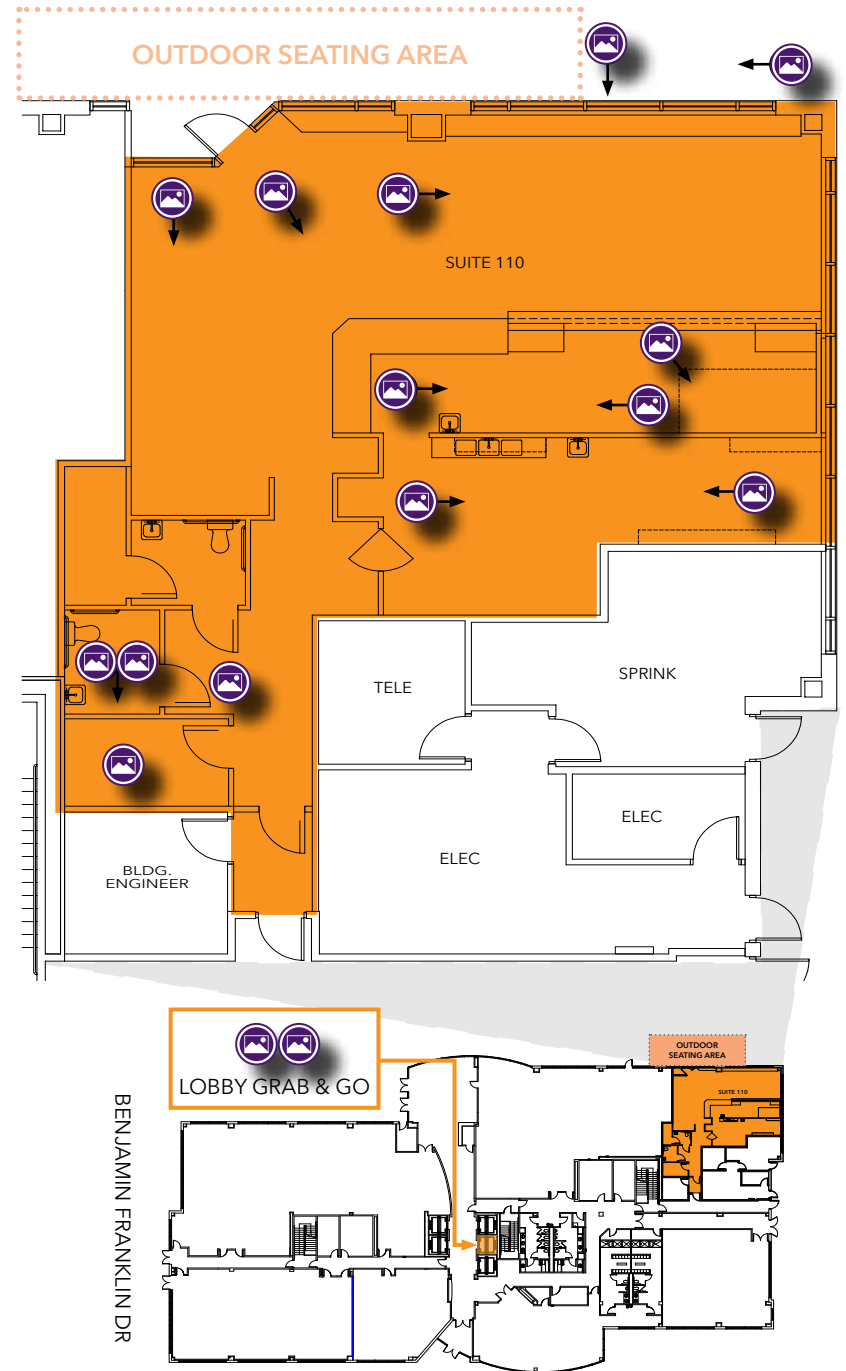 OUTDOOR SEATING AREA
SUITE 110
TELE
SPRINK
ELEC
ELEC
BLDG.
ENGINEER
LOBBY GRAB & GO
OUTDOOR
SEATING AREA
SUITE 110
BENJAMIN FRANKLIN DR